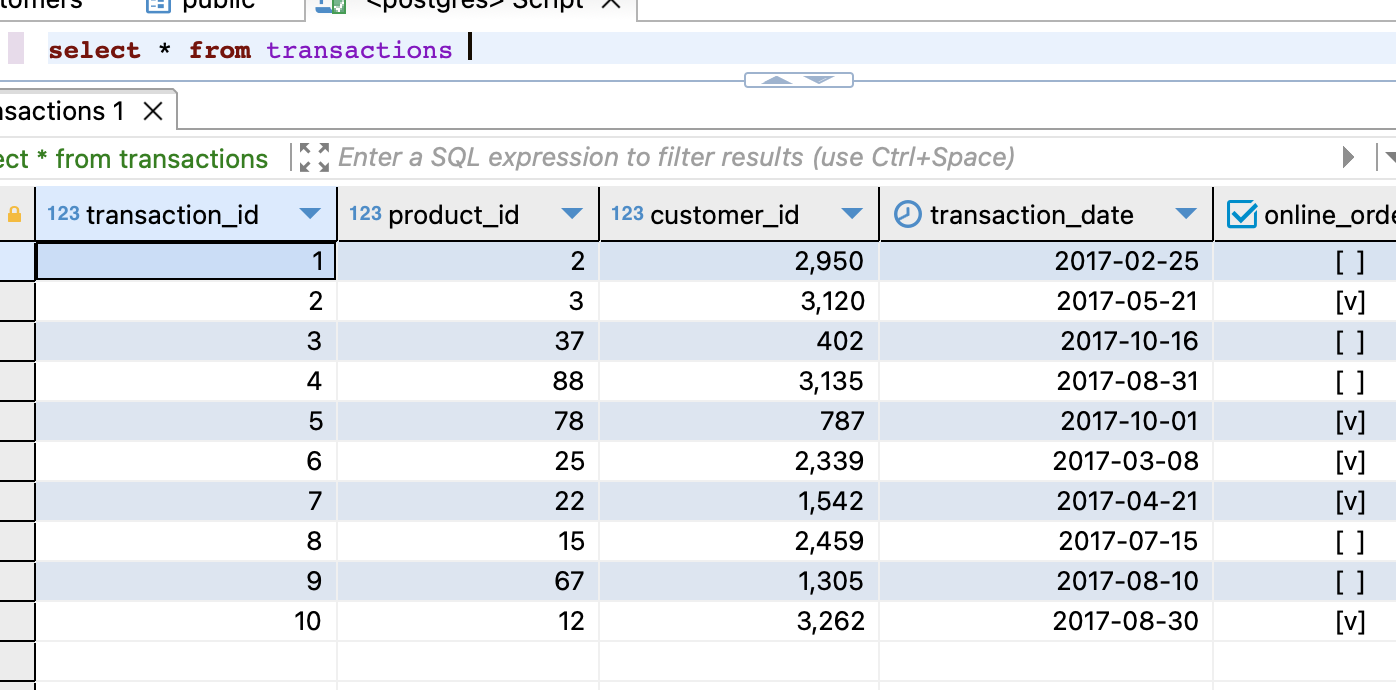 tomers public <postgres> Script
select * from transactions
nsactions 1
ect * from transactions Enter a SQL expression to filter results (use Ctrl+Space)
123 transaction_id 123 product_id 123 customer_id transaction_date online_orde
1 2 2,950 2017-02-25 [ ]
2 3 3,120 2017-05-21 [v]
3 37 402 2017-10-16 [ ]
4 88 3,135 2017-08-31 [ ]
5 78 787 2017-10-01 [v]
6 25 2,339 2017-03-08 [v]
7 22 1,542 2017-04-21 [v]
8 15 2,459 2017-07-15 [ ]
9 67 1,305 2017-08-10 [ ]
10 12 3,262 2017-08-30 [v]